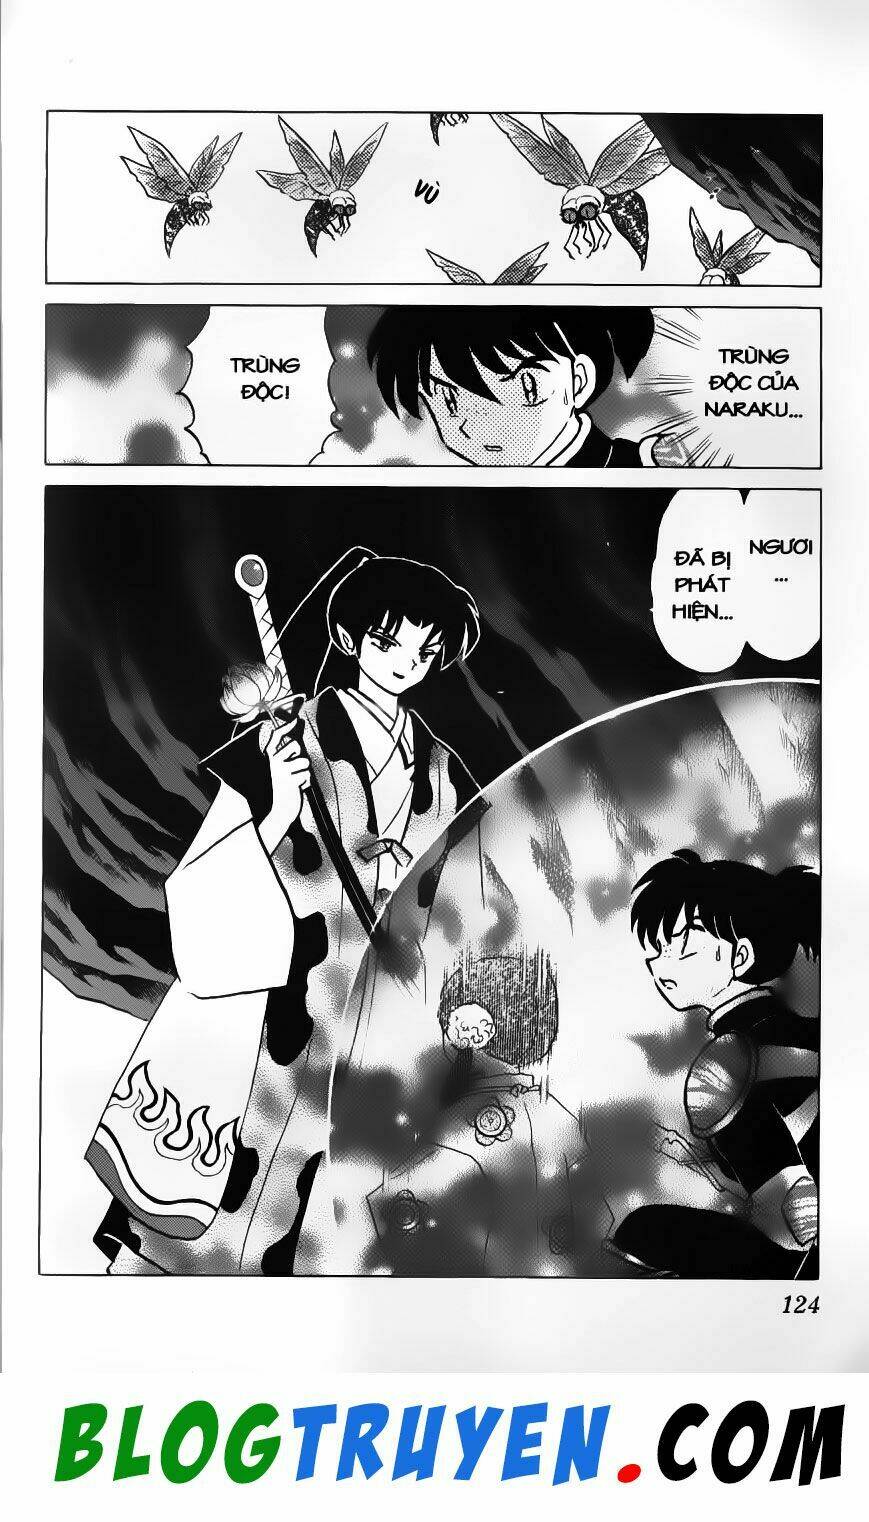 VÙ
TRÙNG
ĐỘC CỦA
NARAKU...
TRÙNG
ĐỘC!
NGƯƠI
...
ĐÃ BỊ
PHÁT
HIỆN...
124
BLOGTRUYEN.COM